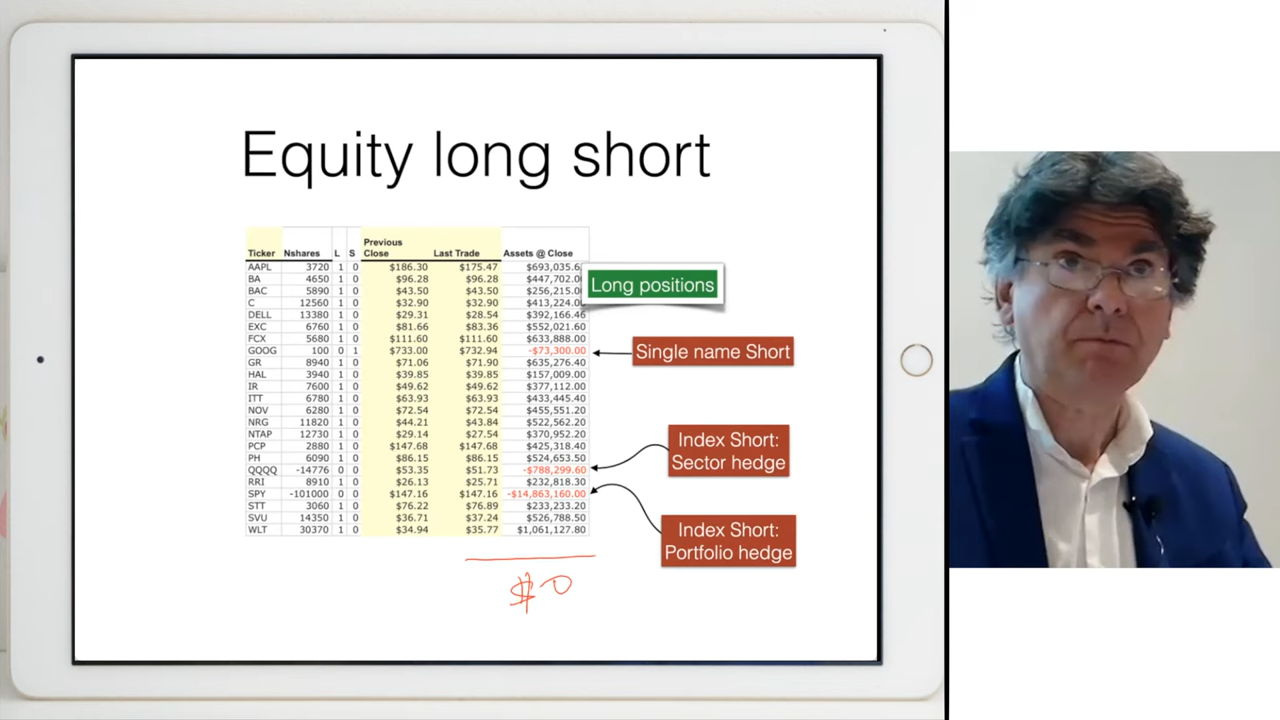 Equity long short
Previous
Ticker Nshares L S Close Last Trade Assets @ Close
AAPL 3720 1 0 $186.30 $175.47 $693,035.6
BA 4650 1 0 $96.28 $96.28 $447,702.0
BAC 5890 1 0 $43.50 $43.50 $256,215.0
C 12560 1 0 $32.90 $32.90 $413,224.00
DELL 13380 1 0 $29.31 $28.54 $392,166.46
EXC 6760 1 0 $81.66 $83.36 $552,021.60
FCX 5680 1 0 $111.60 $111.60 $633,888.00
GOOG 100 0 1 $733.00 $732.94 -$73,300.00
GR 8940 1 0 $71.06 $71.90 $635,276.40
HAL 3940 1 0 $39.85 $39.85 $157,009.00
IR 7600 1 0 $49.62 $49.62 $377,112.00
ITT 6780 1 0 $63.93 $63.93 $433,445.40
NOV 6280 1 0 $72.54 $72.54 $455,551.20
NRG 11820 1 0 $44.21 $43.84 $522,562.20
NTAP 12730 1 0 $29.14 $27.54 $370,952.20
PCP 2880 1 0 $147.68 $147.68 $425,318.40
PH 6090 1 0 $86.15 $86.15 $524,653.50
QQQQ -14776 0 0 $53.35 $51.73 -$788,299.60
RRI 8910 1 0 $26.13 $25.71 $232,818.30
SPY -101000 0 0 $147.16 $147.16 -$14,863,160.00
STT 3060 1 0 $76.22 $76.89 $233,233.20
SVU 14350 1 0 $36.71 $37.24 $526,788.50
WLT 30370 1 0 $34.94 $35.77 $1,061,127.80
$0
Long positions
Single name Short
Index Short:
Sector hedge
Index Short:
Portfolio hedge